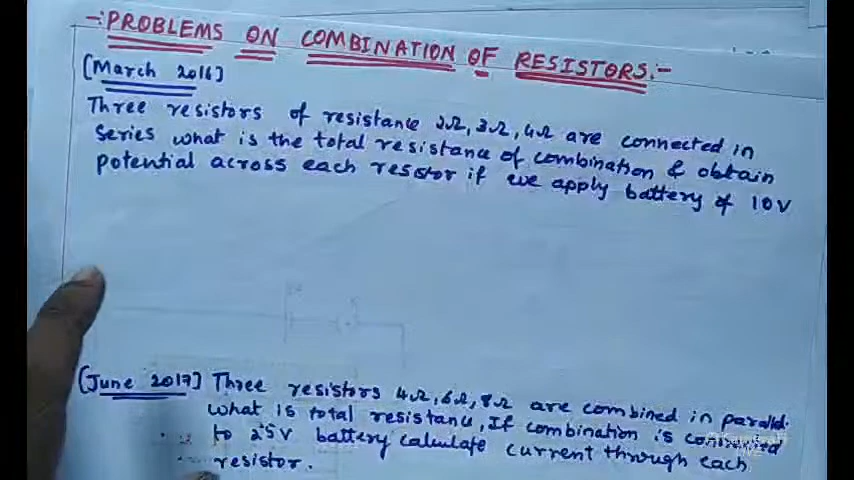 -: PROBLEMS ON COMBINATION OF RESISTORS:-
[March 2016]
Three resistors of resistance 2Ω, 3Ω, 4Ω are connected in
series what is the total resistance of combination & obtain
potential across each resistor if we apply battery of 10V
[June 2017] Three resistors 4Ω, 6Ω, 8Ω are combined in parallel.
what is total resistance, If combination is connected
to 25V battery calculate current through each
resistor.